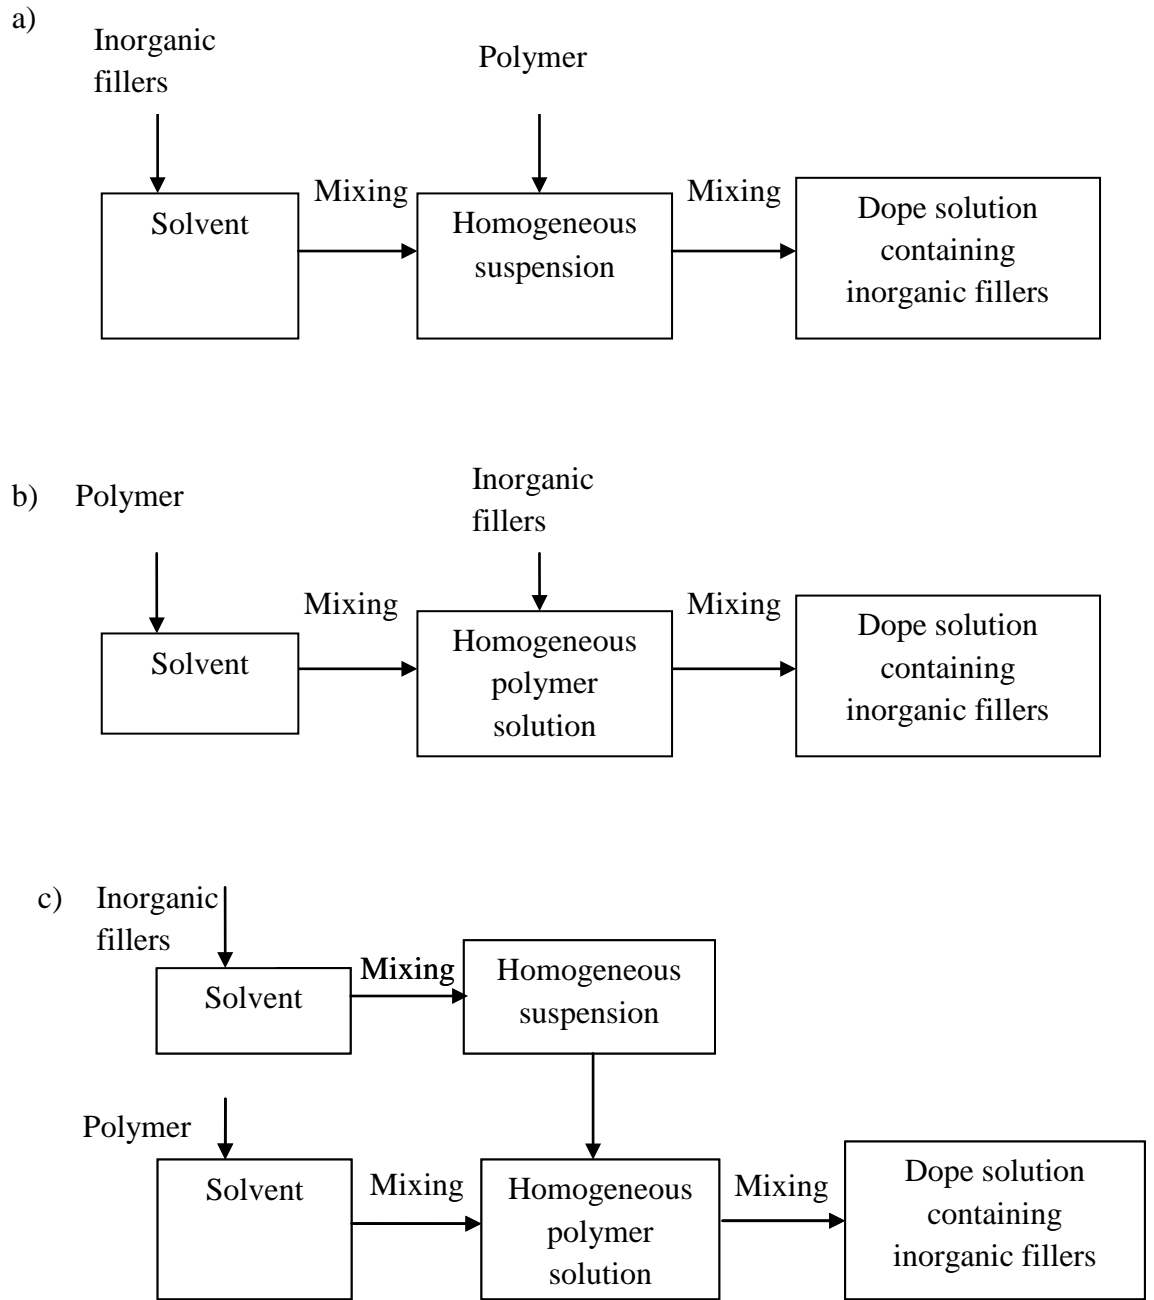 a)
Inorganic
fillers
Polymer
Mixing
Mixing
Solvent
Homogeneous
suspension
Dope solution
containing
inorganic fillers
b) Polymer
Inorganic
fillers
Mixing
Mixing
Solvent
Homogeneous
polymer
solution
Dope solution
containing
inorganic fillers
c) Inorganic
fillers
Mixing
Solvent
Homogeneous
suspension
Polymer
Solvent
Mixing
Homogeneous
polymer
solution
Mixing
Dope solution
containing
inorganic fillers